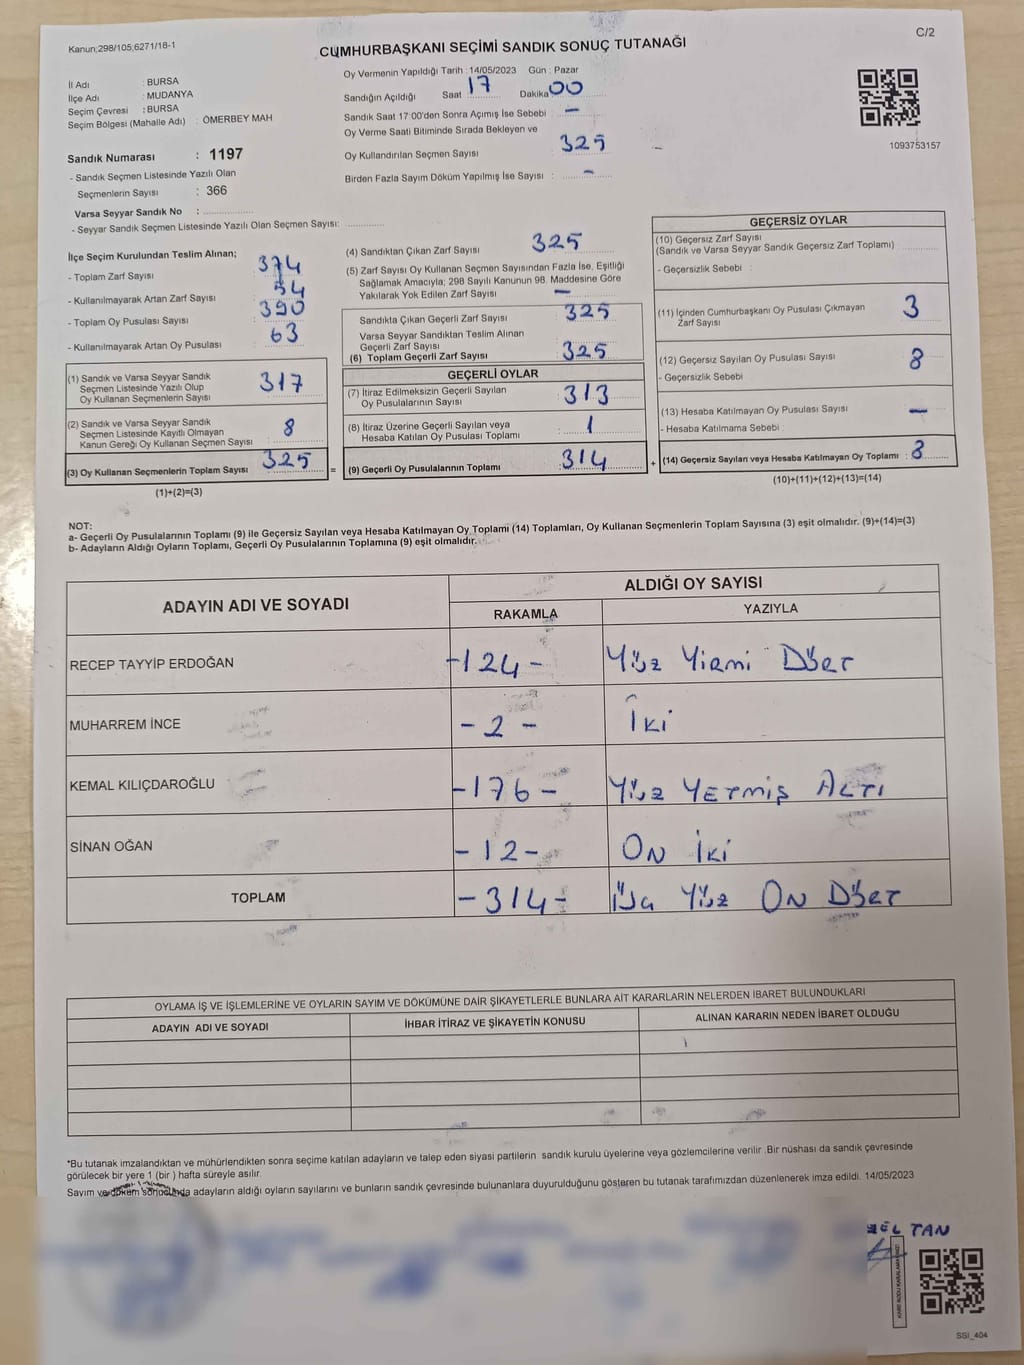 Kanun;298/105;6271/16-1
C/2
CUMHURBAŞKANI SEÇİMİ SANDIK SONUÇ TUTANAĞI
İl Adı : BURSA
İlçe Adı : MUDANYA
Seçim Çevresi : BURSA
Seçim Bölgesi (Mahalle Adı) : ÖMERBEY MAH
Oy Vermenin Yapıldığı Tarih : 14/05/2023 Gün : Pazar
Sandığın Açıldığı Saat 17 Dakika 00
Sandık Saat 17:00'den Sonra Açımış İse Sebebi : –
Oy Verme Saati Bitiminde Sırada Bekleyen ve
Oy Kullandırılan Seçmen Sayısı : 325
Birden Fazla Sayım Döküm Yapılmış İse Sayısı : –
1093753157
Sandık Numarası : 1197
- Sandık Seçmen Listesinde Yazılı Olan
Seçmenlerin Sayısı : 366
Varsa Seyyar Sandık No :
- Seyyar Sandık Seçmen Listesinde Yazılı Olan Seçmen Sayısı:
İlçe Seçim Kurulundan Teslim Alınan;
- Toplam Zarf Sayısı : 374
- Kullanılmayarak Artan Zarf Sayısı : 54
- Toplam Oy Pusulası Sayısı : 390
- Kullanılmayarak Artan Oy Pusulası : 63
(1) Sandık ve Varsa Seyyar Sandık
Seçmen Listesinde Yazılı Olup
Oy Kullanan Seçmenlerin Sayısı : 317
(2) Sandık ve Varsa Seyyar Sandık
Seçmen Listesinde Kayıtlı Olmayan
Kanun Gereği Oy Kullanan Seçmen Sayısı : 8
(3) Oy Kullanan Seçmenlerin Toplam Sayısı : 325
(1)+(2)=(3)
(4) Sandıktan Çıkan Zarf Sayısı 325
(5) Zarf Sayısı Oy Kullanan Seçmen Sayısından Fazla İse, Eşitliği
Sağlamak Amacıyla; 298 Sayılı Kanunun 98. Maddesine Göre
Yakılarak Yok Edilen Zarf Sayısı –
Sandıkta Çıkan Geçerli Zarf Sayısı : 325
Varsa Seyyar Sandıktan Teslim Alınan
Geçerli Zarf Sayısı
(6) Toplam Geçerli Zarf Sayısı : 325
GEÇERLİ OYLAR
(7) İtiraz Edilmeksizin Geçerli Sayılan
Oy Pusulalarının Sayısı : 313
(8) İtiraz Üzerine Geçerli Sayılan veya
Hesaba Katılan Oy Pusulası Toplamı : 1
= (9) Geçerli Oy Pusulalarının Toplamı : 314 +
GEÇERSİZ OYLAR
(10) Geçersiz Zarf Sayısı
(Sandık ve Varsa Seyyar Sandık Geçersiz Zarf Toplamı)
- Geçersizlik Sebebi :
(11) İçinden Cumhurbaşkanı Oy Pusulası Çıkmayan
Zarf Sayısı : 3
(12) Geçersiz Sayılan Oy Pusulası Sayısı : 8
- Geçersizlik Sebebi
(13) Hesaba Katılmayan Oy Pusulası Sayısı –
- Hesaba Katılmama Sebebi :
(14) Geçersiz Sayılan veya Hesaba Katılmayan Oy Toplamı :
(10)+(11)+(12)+(13)=(14)
NOT:
a- Geçerli Oy Pusulalarının Toplamı (9) ile Geçersiz Sayılan veya Hesaba Katılmayan Oy Toplamı (14) Toplamları, Oy Kullanan Seçmenlerin Toplam Sayısına (3) eşit olmalıdır. (9)+(14)=(3)
b- Adayların Aldığı Oyların Toplamı, Geçerli Oy Pusulalarının Toplamına (9) eşit olmalıdır.
ADAYIN ADI VE SOYADI
ALDIĞI OY SAYISI
RAKAMLA YAZIYLA
RECEP TAYYİP ERDOĞAN -124- Yüz Yirmi Dört
MUHARREM İNCE -2- İki
KEMAL KILIÇDAROĞLU -176- Yüz Yetmiş Altı
SİNAN OĞAN -12- On İki
TOPLAM -314- Üç Yüz On Dört
OYLAMA İŞ VE İŞLEMLERİNE VE OYLARIN SAYIM VE DÖKÜMÜNE DAİR ŞİKAYETLERLE BUNLARA AİT KARARLARIN NELERDEN İBARET BULUNDUKLARI
ADAYIN ADI VE SOYADI İHBAR İTİRAZ VE ŞİKAYETİN KONUSU ALINAN KARARIN NEDEN İBARET OLDUĞU
*Bu tutanak imzalandıktan ve mühürlendikten sonra seçime katılan adayların ve talep eden siyasi partilerin sandık kurulu üyelerine veya gözlemcilerine verilir .Bir nüshası da sandık çevresinde
görülecek bir yere 1 (bir ) hafta süreyle asılır.
Sayım ve döküm sonucunda adayların aldığı oyların sayılarını ve bunların sandık çevresinde bulunanlara duyurulduğunu gösteren bu tutanak tarafımızdan düzenlenerek imza edildi. 14/05/2023
TAN
SSI_404